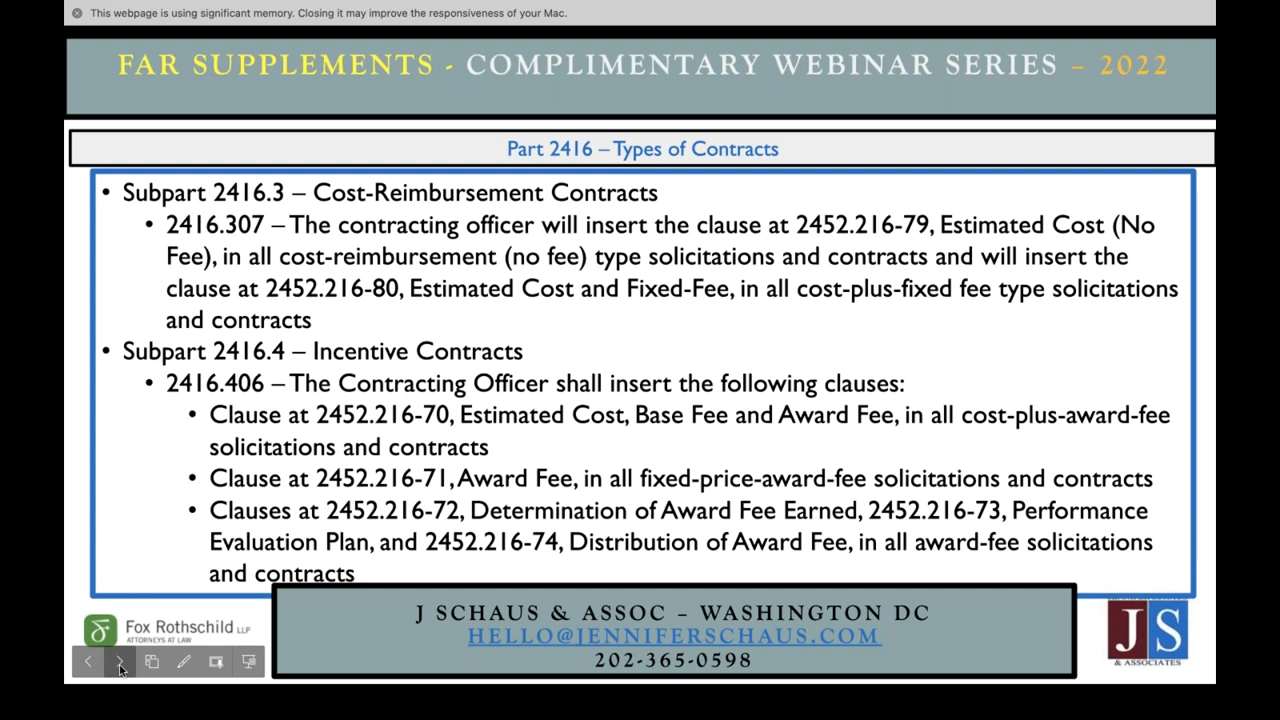 This webpage is using significant memory. Closing it may improve the responsiveness of your Mac.
FAR SUPPLEMENTS - COMPLIMENTARY WEBINAR SERIES – 2022
Part 2416 – Types of Contracts
• Subpart 2416.3 – Cost-Reimbursement Contracts
• 2416.307 – The contracting officer will insert the clause at 2452.216-79, Estimated Cost (No
Fee), in all cost-reimbursement (no fee) type solicitations and contracts and will insert the
clause at 2452.216-80, Estimated Cost and Fixed-Fee, in all cost-plus-fixed fee type solicitations
and contracts
• Subpart 2416.4 – Incentive Contracts
• 2416.406 – The Contracting Officer shall insert the following clauses:
• Clause at 2452.216-70, Estimated Cost, Base Fee and Award Fee, in all cost-plus-award-fee
solicitations and contracts
• Clause at 2452.216-71, Award Fee, in all fixed-price-award-fee solicitations and contracts
• Clauses at 2452.216-72, Determination of Award Fee Earned, 2452.216-73, Performance
Evaluation Plan, and 2452.216-74, Distribution of Award Fee, in all award-fee solicitations
and contracts
Fox Rothschild LLP
ATTORNEYS AT LAW
J SCHAUS & ASSOC – WASHINGTON DC
HELLO@JENNIFERSCHAUS.COM
202-365-0598
JS
& ASSOCIATES